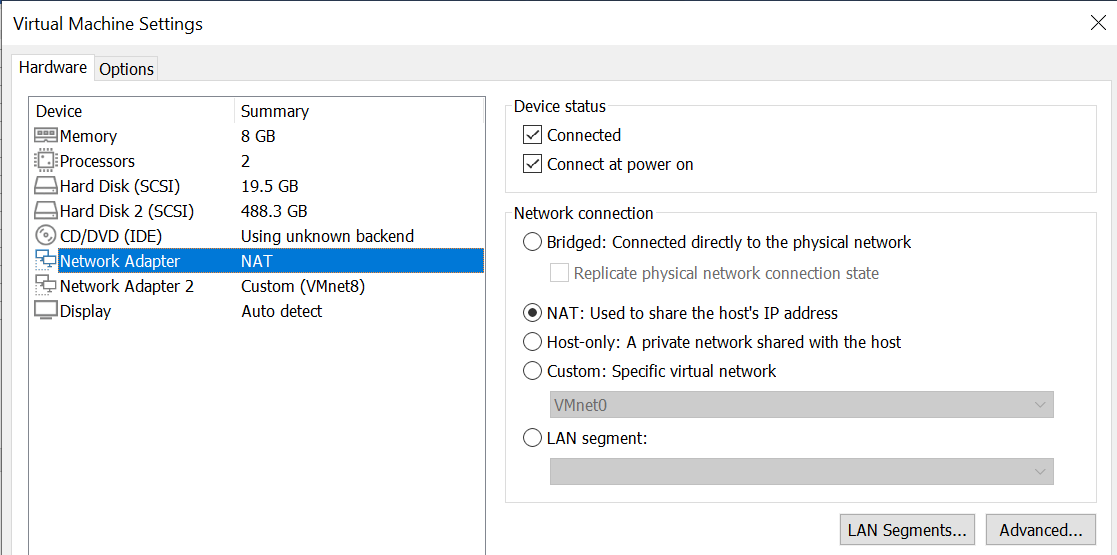 Virtual Machine Settings
Hardware
Options
Device Summary
Memory 8 GB
Processors 2
Hard Disk (SCSI) 19.5 GB
Hard Disk 2 (SCSI) 488.3 GB
CD/DVD (IDE) Using unknown backend
Network Adapter NAT
Network Adapter 2 Custom (VMnet8)
Display Auto detect
Device status
Connected
Connect at power on
Network connection
Bridged: Connected directly to the physical network
Replicate physical network connection state
NAT: Used to share the host's IP address
Host-only: A private network shared with the host
Custom: Specific virtual network
VMnet0
LAN segment:
LAN Segments...
Advanced...